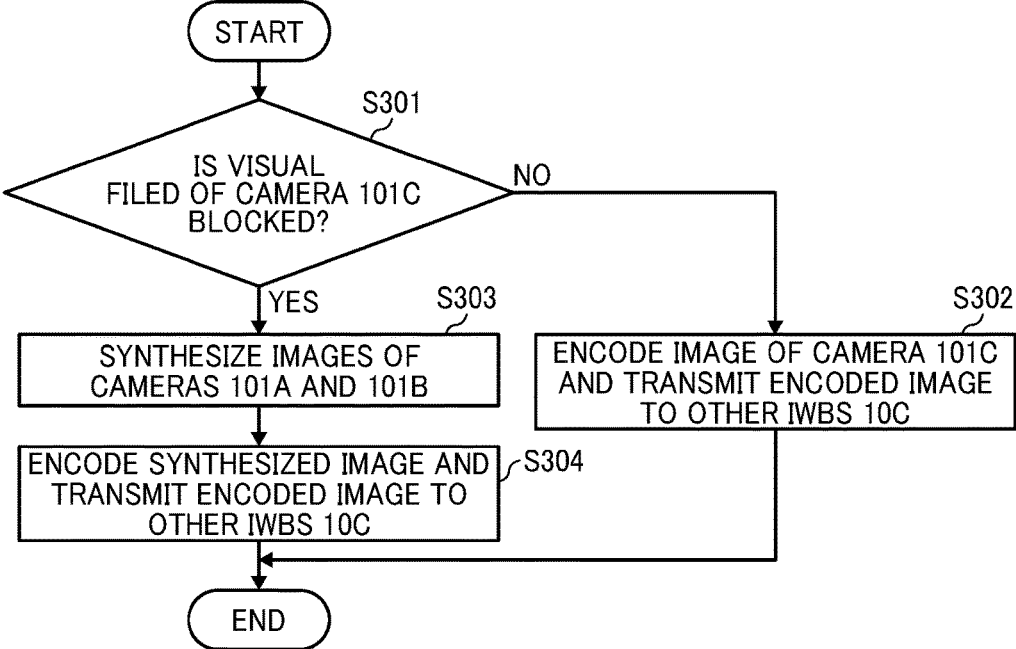 START
S301
IS VISUAL
FILED OF CAMERA 101C
BLOCKED?
NO
YES
S303
SYNTHESIZE IMAGES OF
CAMERAS 101A AND 101B
S302
ENCODE IMAGE OF CAMERA 101C
AND TRANSMIT ENCODED IMAGE
TO OTHER IWBS 10C
ENCODE SYNTHESIZED IMAGE AND
TRANSMIT ENCODED IMAGE TO
OTHER IWBS 10C
S304
END